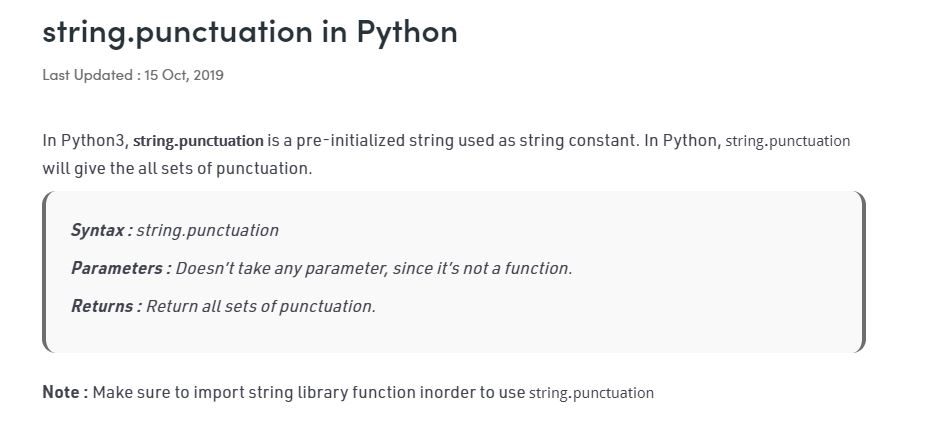 string.punctuation in Python
Last Updated : 15 Oct, 2019
In Python3, string.punctuation is a pre-initialized string used as string constant. In Python, string.punctuation
will give the all sets of punctuation.
Syntax : string.punctuation
Parameters : Doesn’t take any parameter, since it’s not a function.
Returns : Return all sets of punctuation.
Note : Make sure to import string library function inorder to use string.punctuation